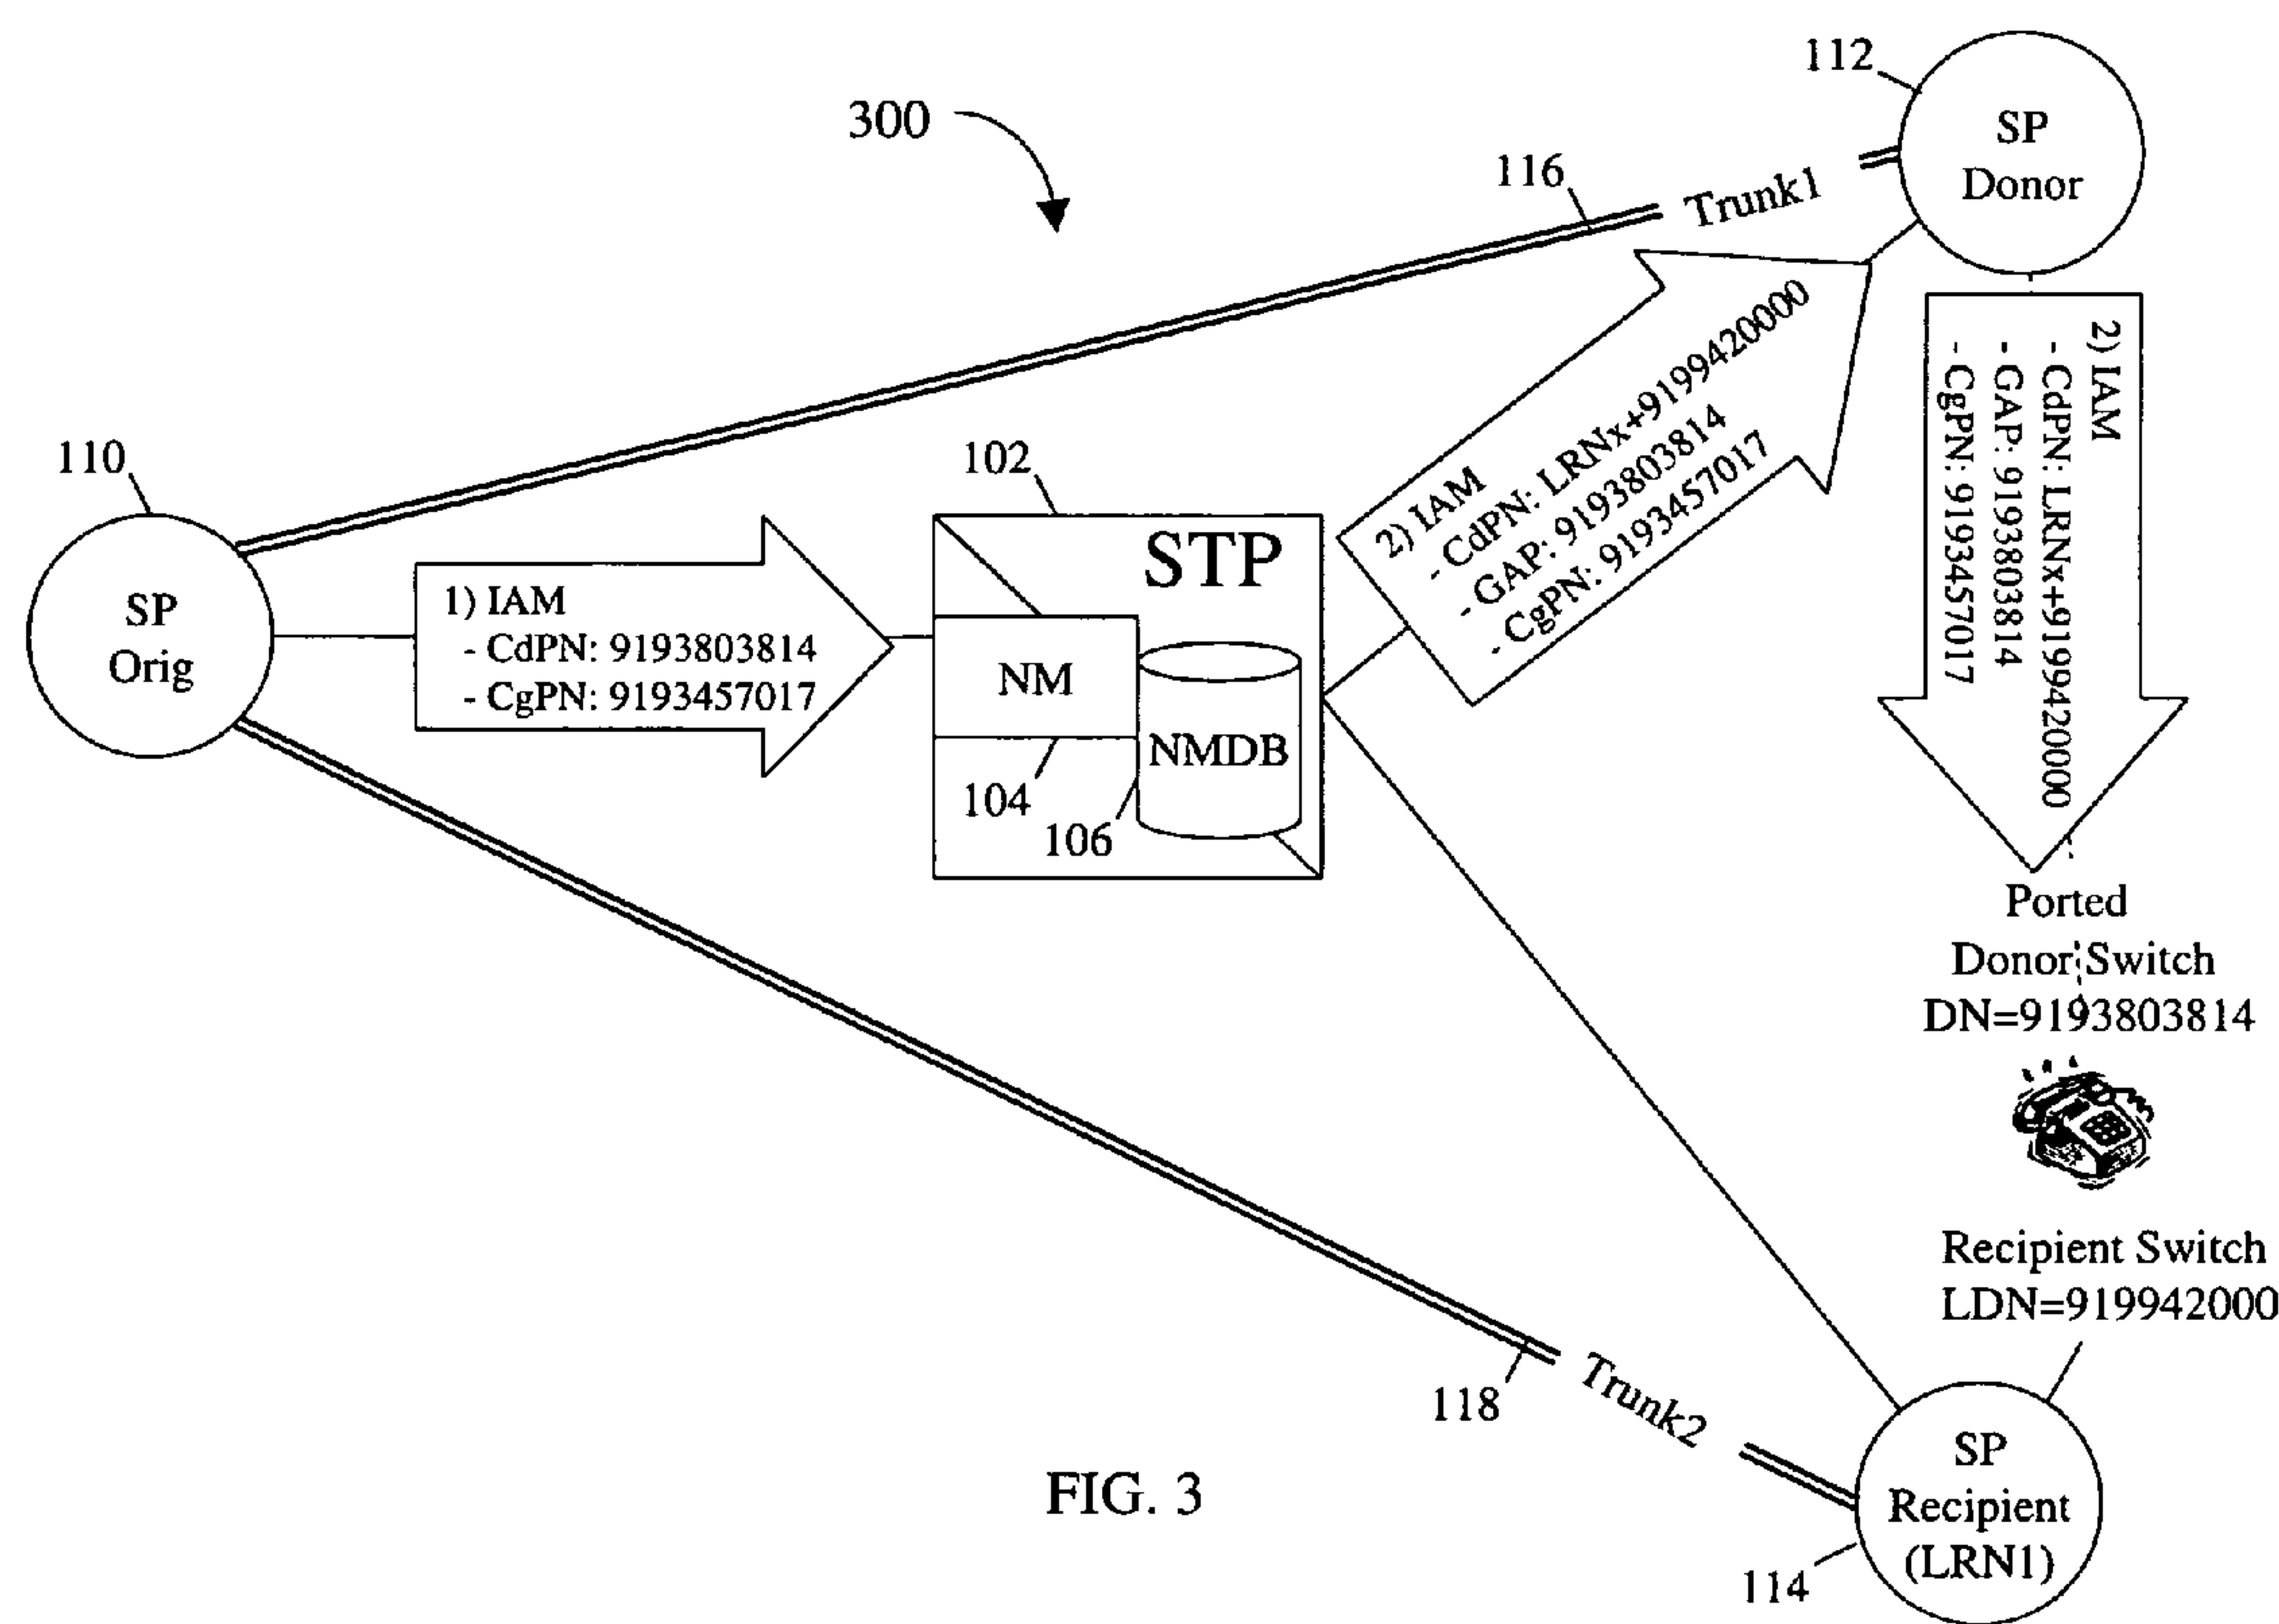 112
SP
Donor
300
116
Trunk1
2) IAM
- CdPN: LRNx+9199420000
- GAP: 9193803814
- CgPN: 9193457017
2) IAM
- CdPN: LRNx+9199420000
- GAP: 9193803814
- CgPN: 9193457017
110
SP
Orig
1) IAM
- CdPN: 9193803814
- CgPN: 9193457017
102
STP
NM
NMDB
104
106
Ported
Donor Switch
DN=9193803814
Recipient Switch
LDN=919942000
118
Trunk2
SP
Recipient
(LRN1)
114
FIG. 3